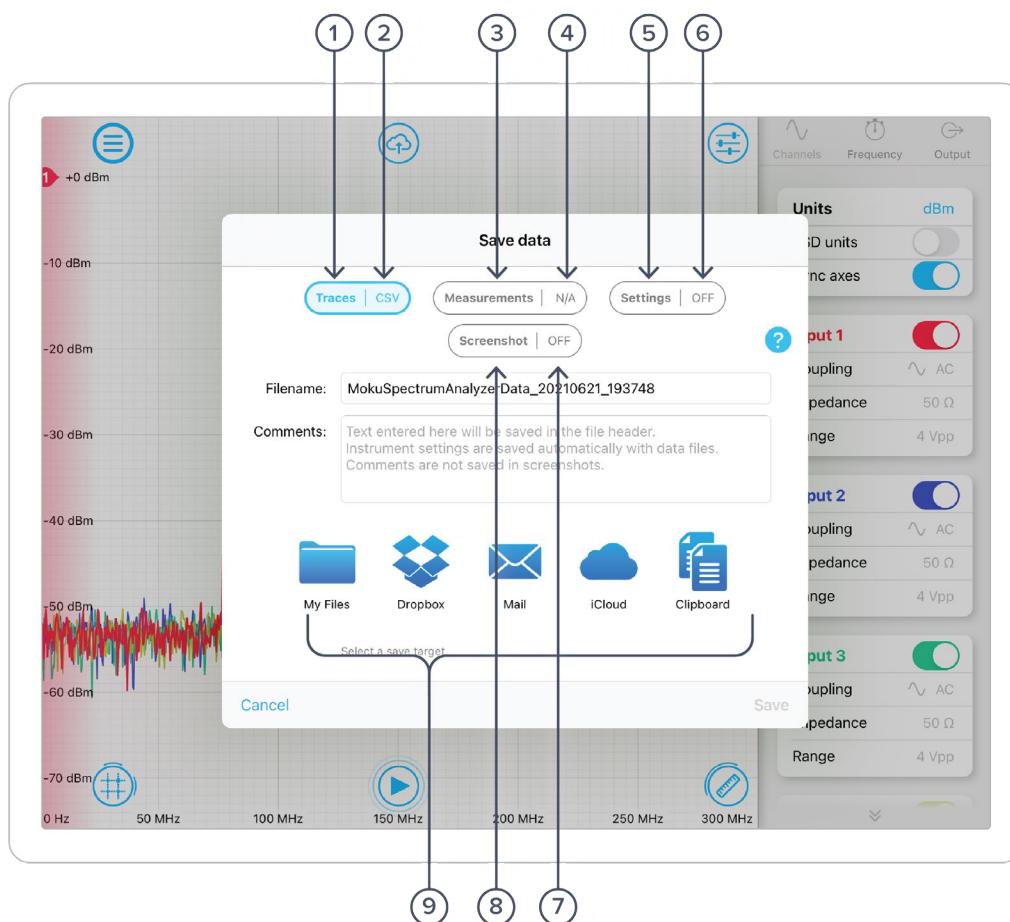 1 2 3 4 5 6
Channels Frequency Output
1 +0 dBm
Units dBm
Save data
SD units
-10 dBm
nc axes
Traces | CSV Measurements | N/A Settings | OFF
Screenshot | OFF ?
put 1
-20 dBm
oupling AC
Filename: MokuSpectrumAnalyzerData_20210621_193748
pedance 50 Ω
Comments: Text entered here will be saved in the file header.
-30 dBm nge 4 Vpp
Instrument settings are saved automatically with data files.
Comments are not saved in screenshots.
put 2
-40 dBm
oupling AC
pedance 50 Ω
nge 4 Vpp
My Files Dropbox Mail iCloud Clipboard
-50 dBm
Select a save target
put 3
-60 dBm
oupling AC
Cancel Save
pedance 50 Ω
Range 4 Vpp
-70 dBm
0 Hz 50 MHz 100 MHz 150 MHz 200 MHz 250 MHz 300 MHz
9 8 7